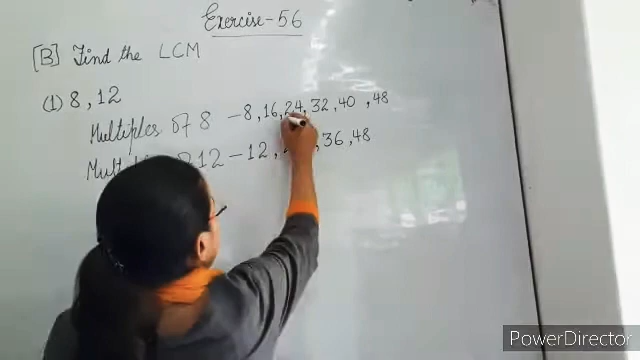 Exercise-56
[B] Find the LCM
(1) 8, 12
Multiples of 8 - 8, 16, 24, 32, 40, 48
12 - 12, 36, 48
PowerDirector